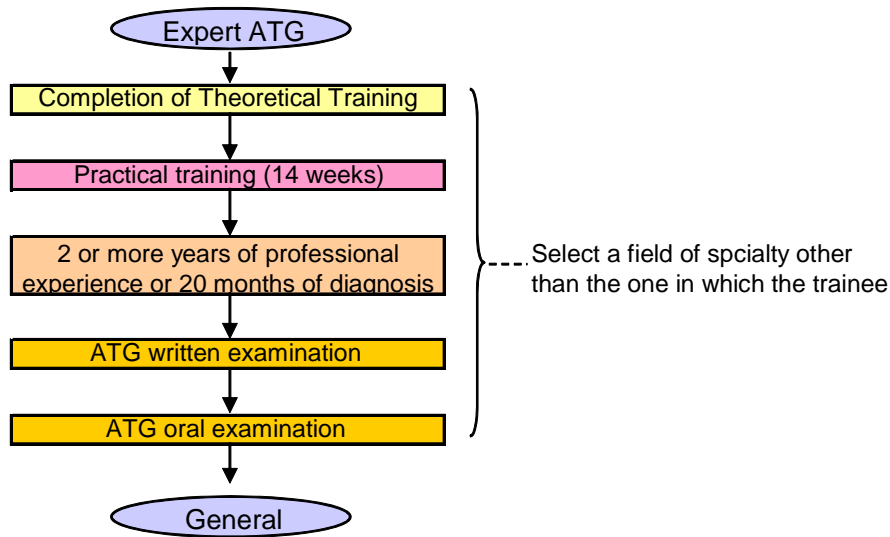 Expert ATG
Completion of Theoretical Training
Practical training (14 weeks)
2 or more years of professional
experience or 20 months of diagnosis
Select a field of spcialty other
than the one in which the trainee
ATG written examination
ATG oral examination
General